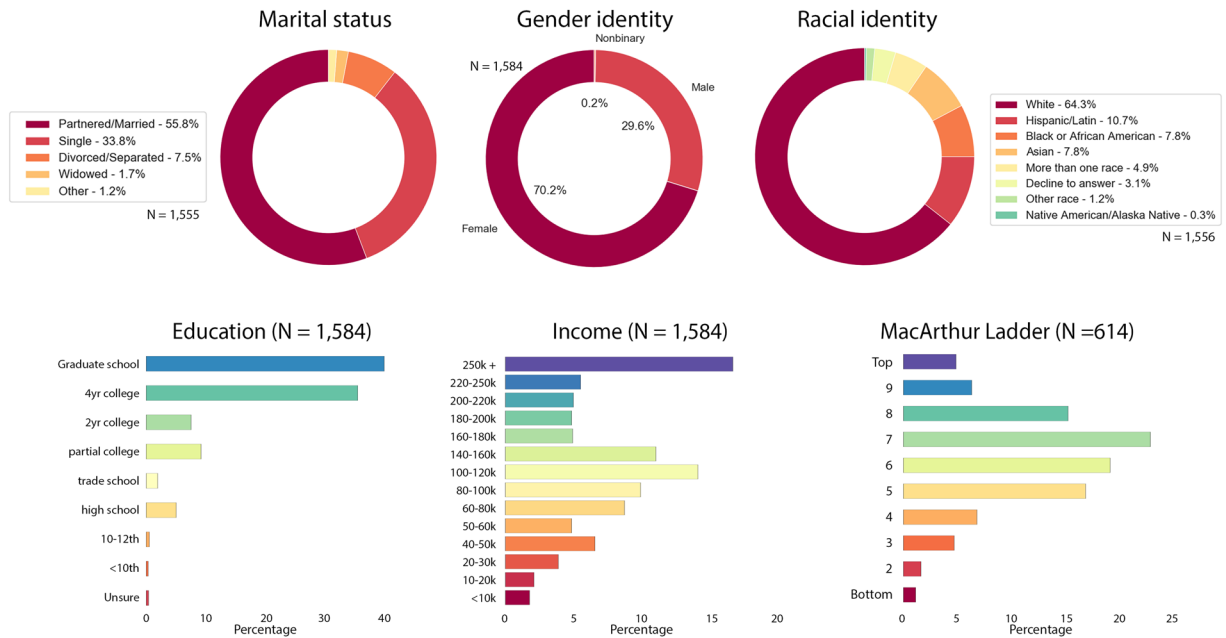 Marital status
Partnered/Married - 55.8%
Single - 33.8%
Divorced/Separated - 7.5%
Widowed - 1.7%
Other - 1.2%
N = 1,555
Gender identity
Nonbinary
N = 1,584
Male
0.2%
29.6%
70.2%
Female
Racial identity
White - 64.3%
Hispanic/Latin - 10.7%
Black or African American - 7.8%
Asian - 7.8%
More than one race - 4.9%
Decline to answer - 3.1%
Other race - 1.2%
Native American/Alaska Native - 0.3%
N = 1,556
Education (N = 1,584)
Graduate school
4yr college
2yr college
partial college
trade school
high school
10-12th
<10th
Unsure
0 10 20 30 40
Percentage
Income (N = 1,584)
250k +
220-250k
200-220k
180-200k
160-180k
140-160k
100-120k
80-100k
60-80k
50-60k
40-50k
20-30k
10-20k
<10k
0 5 10 15 20
Percentage
MacArthur Ladder (N =614)
Top
9
8
7
6
5
4
3
2
Bottom
0 5 10 15 20 25
Percentage